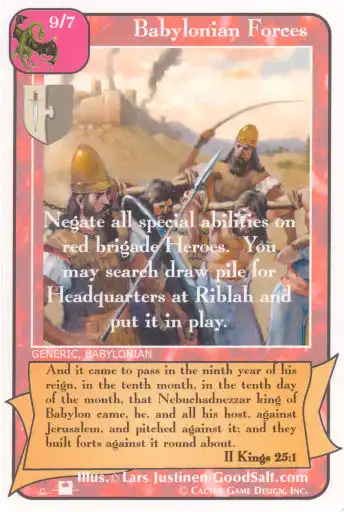 9/7
Babylonian Forces
Negate all special abilities on
red brigade Heroes. You
may search draw pile for
Headquarters at Riblah and
put it in play.
GENERIC, BABYLONIAN
And it came to pass in the ninth year of his
reign, in the tenth month, in the tenth day
of the month, that Nebuchadnezzar king of
Babylon came, he, and all his host, against
Jerusalem, and pitched against it; and they
built forts against it round about.
II Kings 25:1
Illus. © Lars Justinen/GoodSalt.com
C
© Cactus Game Design, Inc.